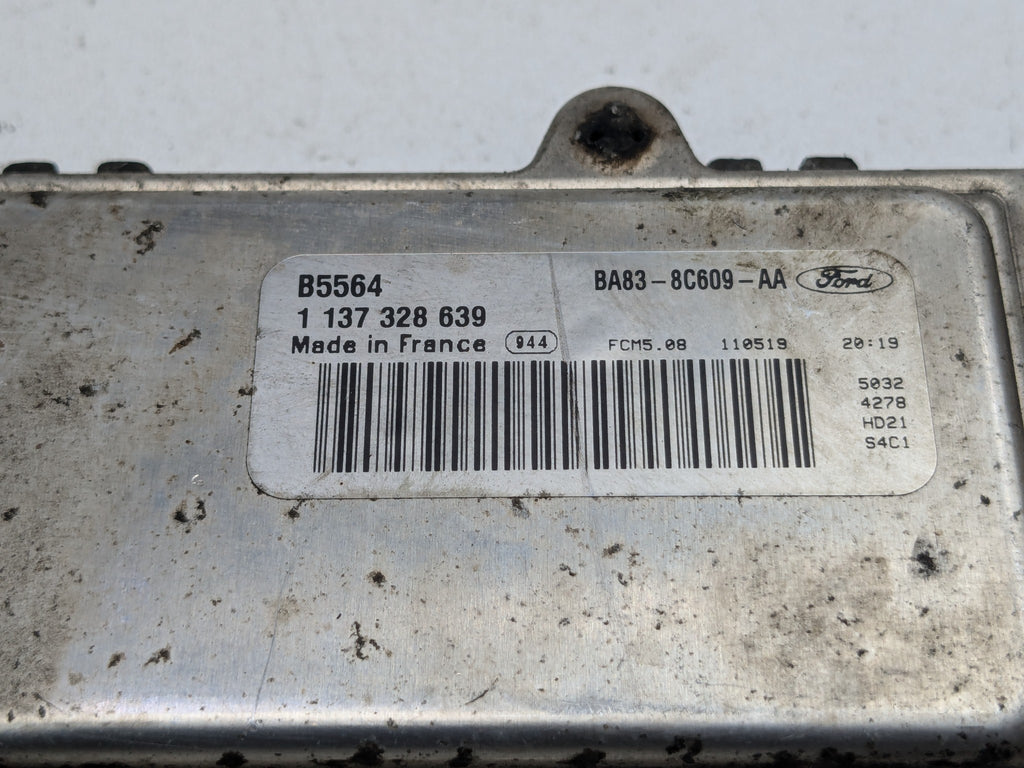 B5564 BA83-8C609-AA Ford
1 137 328 639
Made in France 944 FCM5.08 110519 20:19
5032
4278
HD21
S4C1